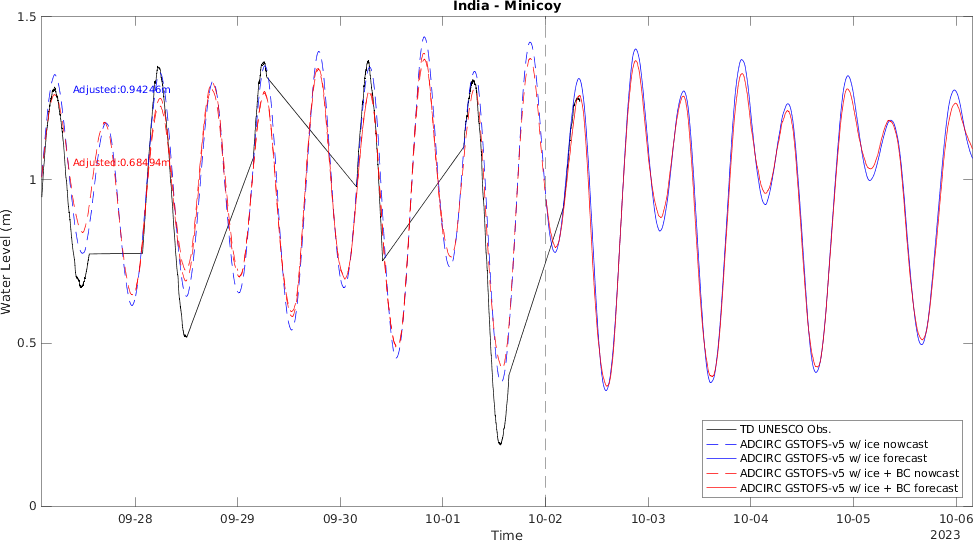 India - Minicoy
1.5
1
0.5
0
Water Level (m)
Adjusted:0.94246m
Adjusted:0.68494m
TD UNESCO Obs.
ADCIRC GSTOFS-v5 w/ ice nowcast
ADCIRC GSTOFS-v5 w/ ice forecast
ADCIRC GSTOFS-v5 w/ ice + BC nowcast
ADCIRC GSTOFS-v5 w/ ice + BC forecast
09-28 09-29 09-30 10-01 10-02 10-03 10-04 10-05 10-06
Time
2023